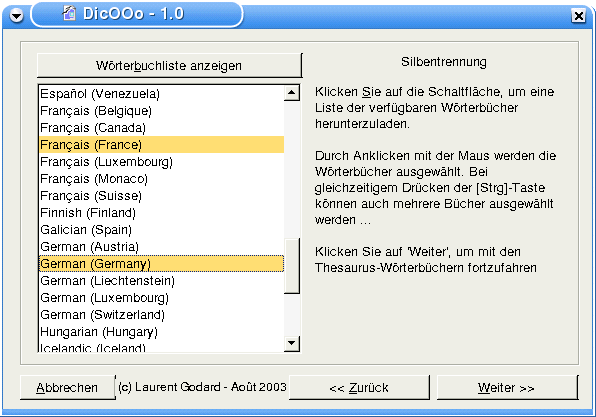 DicOOo - 1.0
Wörterbuchliste anzeigen
Español (Venezuela)
Français (Belgique)
Français (Canada)
Français (France)
Français (Luxembourg)
Français (Monaco)
Français (Suisse)
Finnish (Finland)
Galician (Spain)
German (Austria)
German (Germany)
German (Liechtenstein)
German (Luxembourg)
German (Switzerland)
Hungarian (Hungary)
Icelandic (Iceland)
Silbentrennung
Klicken Sie auf die Schaltfläche, um eine
Liste der verfügbaren Wörterbücher
herunterzuladen.
Durch Anklicken mit der Maus werden die
Wörterbücher ausgewählt. Bei
gleichzeitigem Drücken der [Strg]-Taste
können auch mehrere Bücher ausgewählt
werden ...
Klicken Sie auf 'Weiter', um mit den
Thesaurus-Wörterbüchern fortzufahren
Abbrechen
(c) Laurent Godard - Août 2003
<< Zurück
Weiter >>